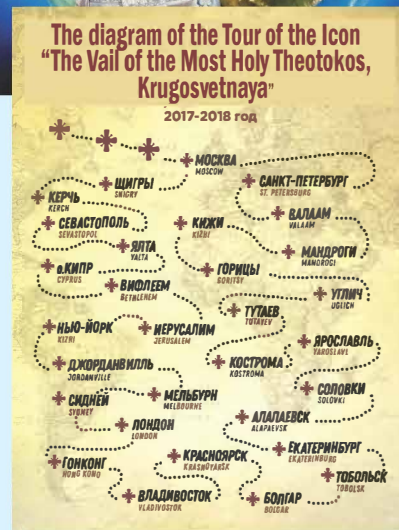 The diagram of the Tour of the Icon
“The Vail of the Most Holy Theotokos,
Krugosvetnaya”
2017-2018 год
МОСКВА
MOSCOW
ЩИГРЫ
SHIGRY
САНКТ-ПЕТЕРБУРГ
ST. PETERSBURG
КЕРЧЬ
KERCH
СЕВАСТОПОЛЬ
SEVASTOPOL
КИЖИ
KIZHI
ВАЛААМ
VALAAM
ЯЛТА
YALTA
МАНДРОГИ
MANDROGI
о.КИПР
CYPRUS
ГОРИЦЫ
GORITSY
ВИФЛЕЕМ
BETHLEHEM
УГЛИЧ
UGLICH
ТУТАЕВ
TUTAYEV
НЬЮ-ЙОРК
KIZRI
ИЕРУСАЛИМ
JERUSALEM
ЯРОСЛАВЛЬ
YAROSLAVL
ДЖОРДАНВИЛЛЬ
JORDANVILLE
КОСТРОМА
KOSTROMA
СОЛОВКИ
SOLOVKI
СИДНЕЙ
SYDNEY
МЕЛЬБУРН
MELBOURNE
АЛАПАЕВСК
ALAPAEVSK
ЛОНДОН
LONDON
ЕКАТЕРИНБУРГ
EKATERINBURG
ГОНКОНГ
HONG KONG
КРАСНОЯРСК
KRASNOYARSK
ТОБОЛЬСК
TOBOLSK
ВЛАДИВОСТОК
VLADIVOSTOK
БОЛГАР
BOLGAR